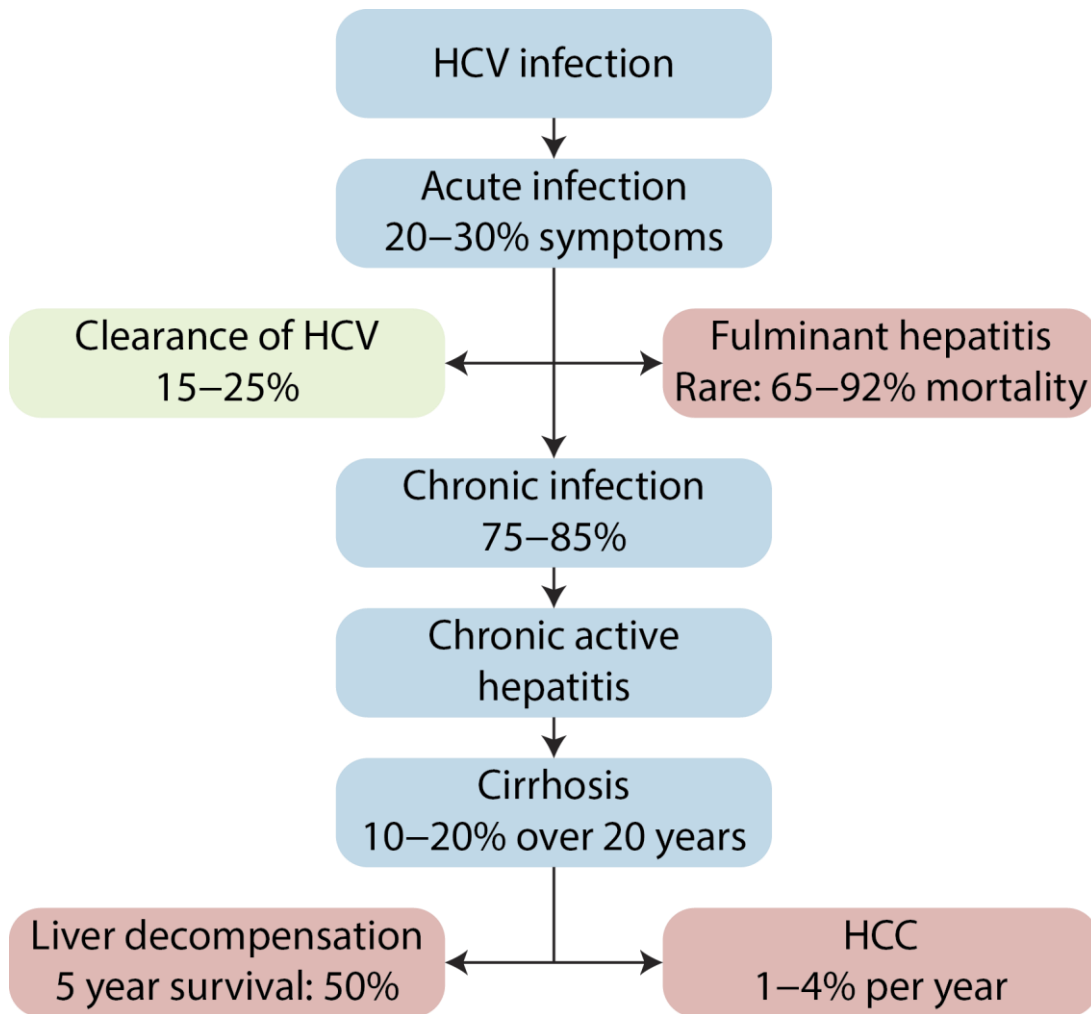 HCV infection
Acute infection
20–30% symptoms
Clearance of HCV
15–25%
Fulminant hepatitis
Rare: 65–92% mortality
Chronic infection
75–85%
Chronic active
hepatitis
Cirrhosis
10–20% over 20 years
Liver decompensation
5 year survival: 50%
HCC
1–4% per year